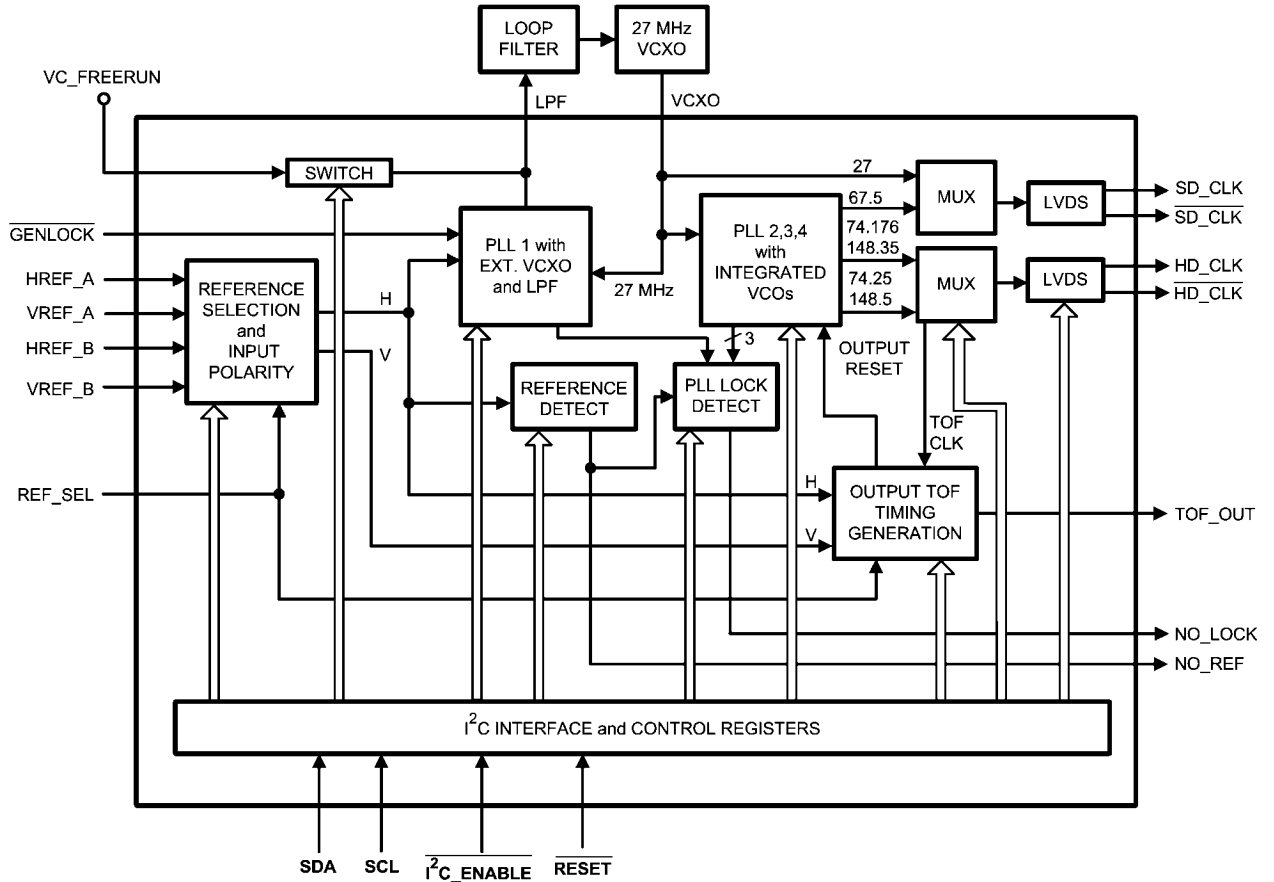 LOOP
FILTER
27 MHz
VCXO
VC_FREERUN
LPF
VCXO
SWITCH
27
MUX
LVDS
SD_CLK
SD_CLK
67.5
GENLOCK
PLL 1 with
EXT. VCXO
and LPF
PLL 2,3,4
with
INTEGRATED
VCOs
74.176
148.35
74.25
148.5
MUX
LVDS
HD_CLK
HD_CLK
HREF_A
VREF_A
HREF_B
VREF_B
REFERENCE
SELECTION
and
INPUT
POLARITY
H
V
27 MHz
3
OUTPUT
RESET
REFERENCE
DETECT
PLL LOCK
DETECT
TOF
CLK
REF_SEL
H
V
OUTPUT TOF
TIMING
GENERATION
TOF_OUT
NO_LOCK
NO_REF
I²C INTERFACE and CONTROL REGISTERS
SDA
SCL
I²C_ENABLE
RESET